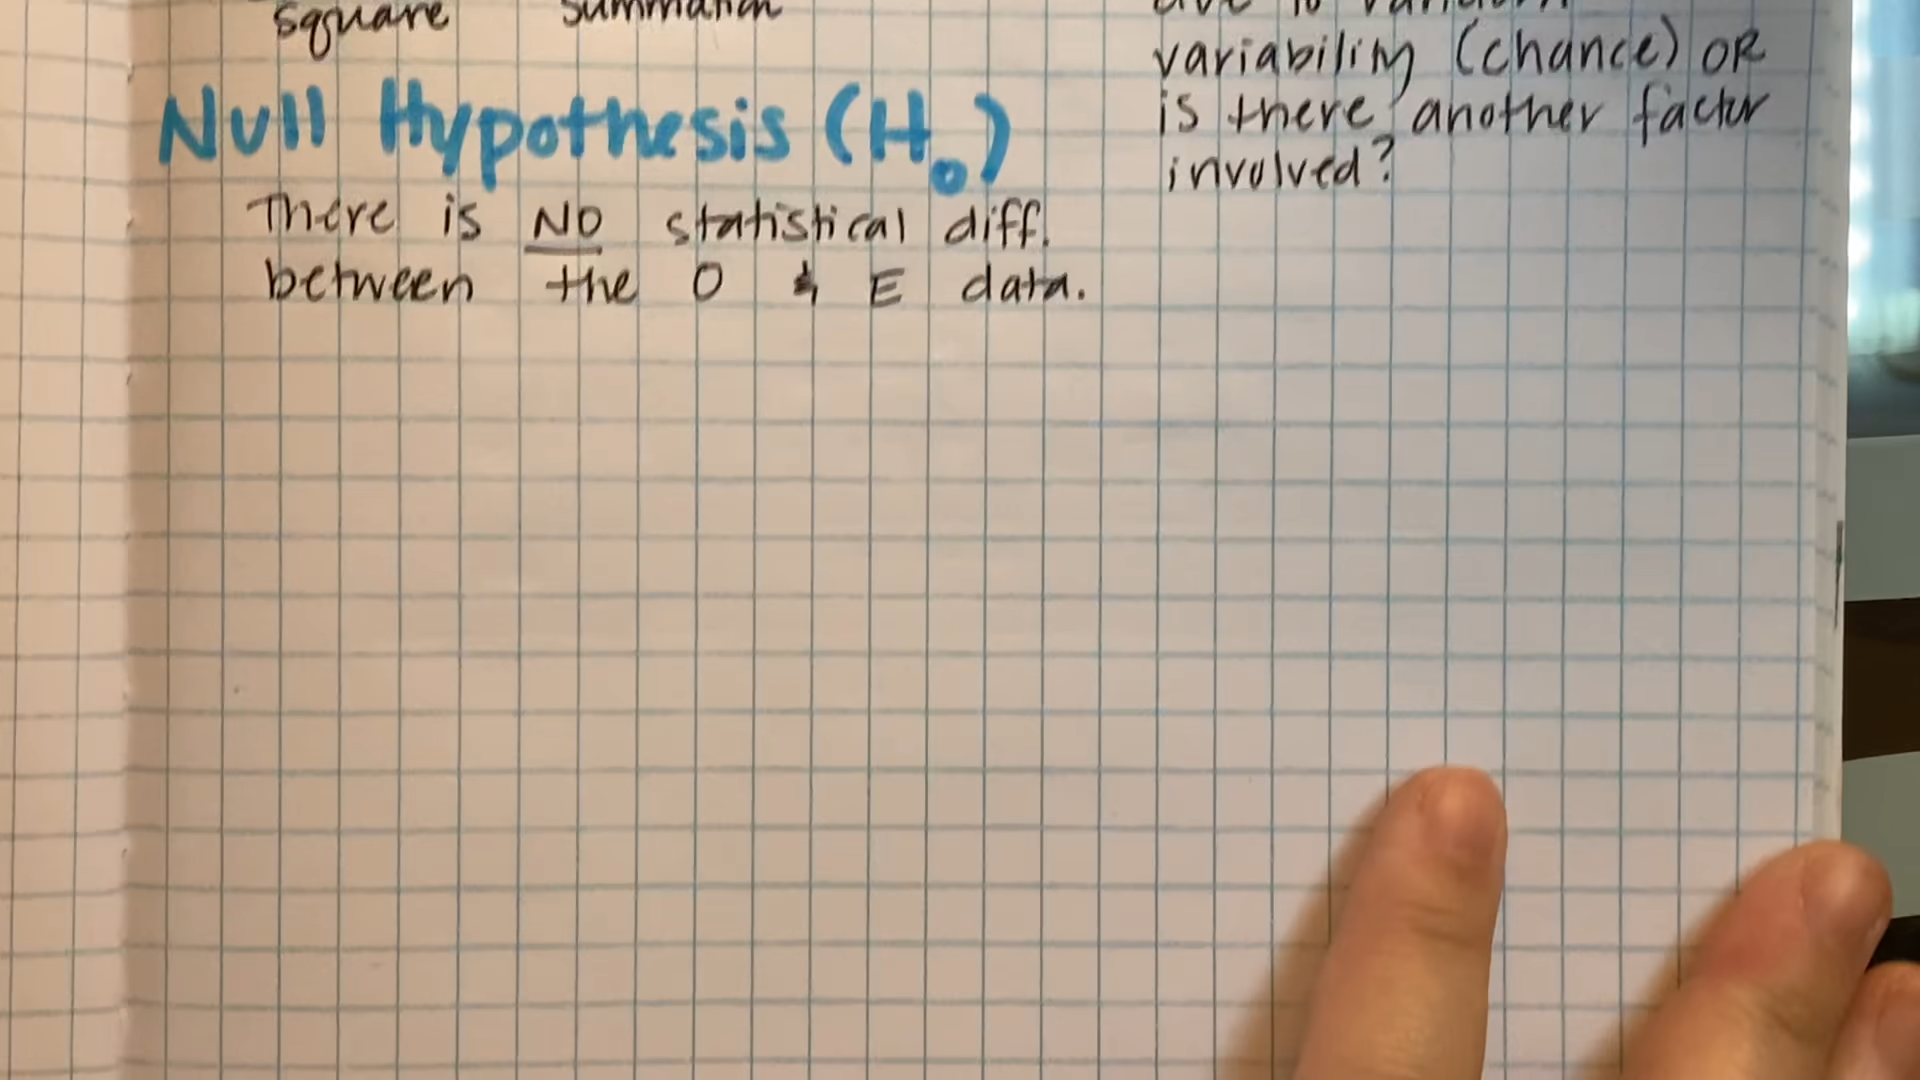 square summation
Null Hypothesis (H₀)
There is NO statistical diff.
between the O & E data.
variability (chance) OR
is there another factor
involved?